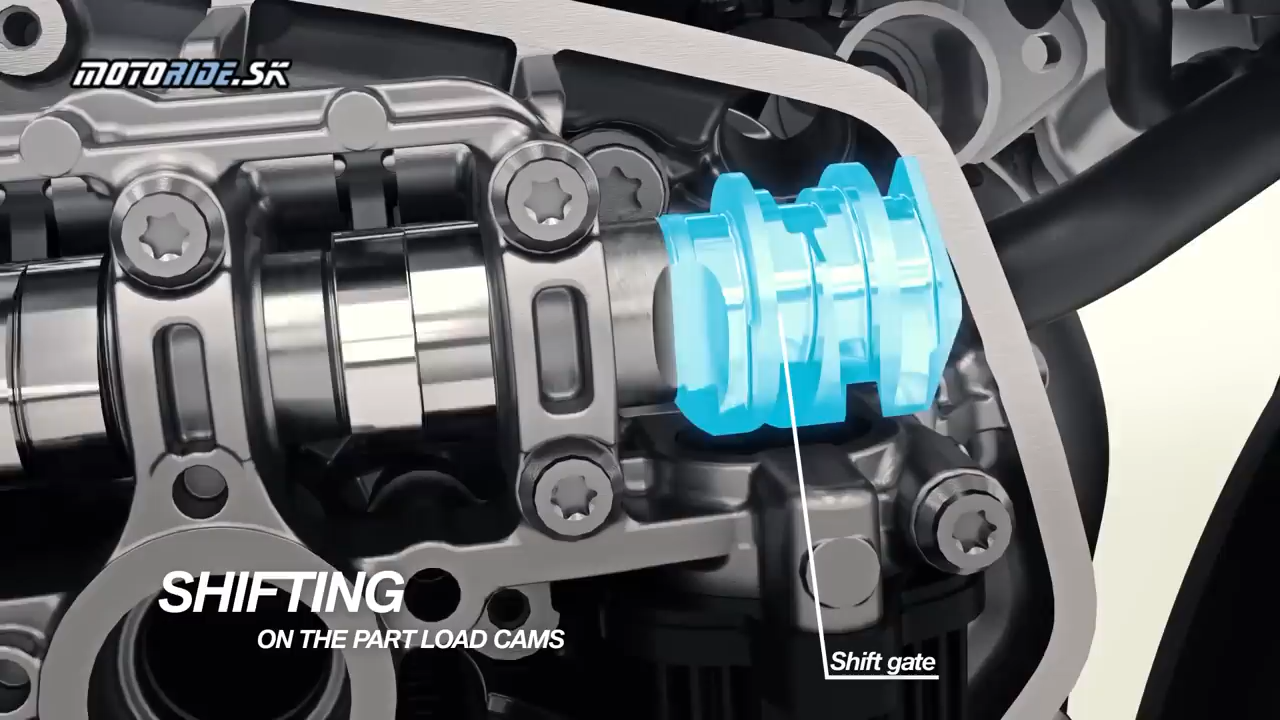 MOTORIDE.SK
SHIFTING
ON THE PART LOAD CAMS
Shift gate